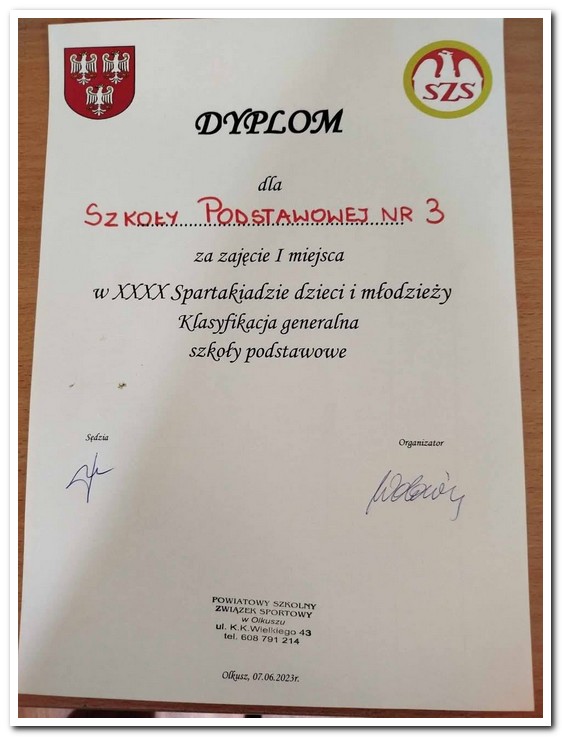 SZS
DYPLOM
dla
SZKOŁY PODSTAWOWEJ NR 3
za zajęcie I miejsca
w XXXX Spartakiadzie dzieci i młodzieży
Klasyfikacja generalna
szkoły podstawowe
Sędzia
Organizator
POWIATOWY SZKOLNY
ZWIĄZEK SPORTOWY
w Olkuszu
ul. K.K.Wielkiego 43
tel. 608 791 214
Olkusz, 07.06.2023r.